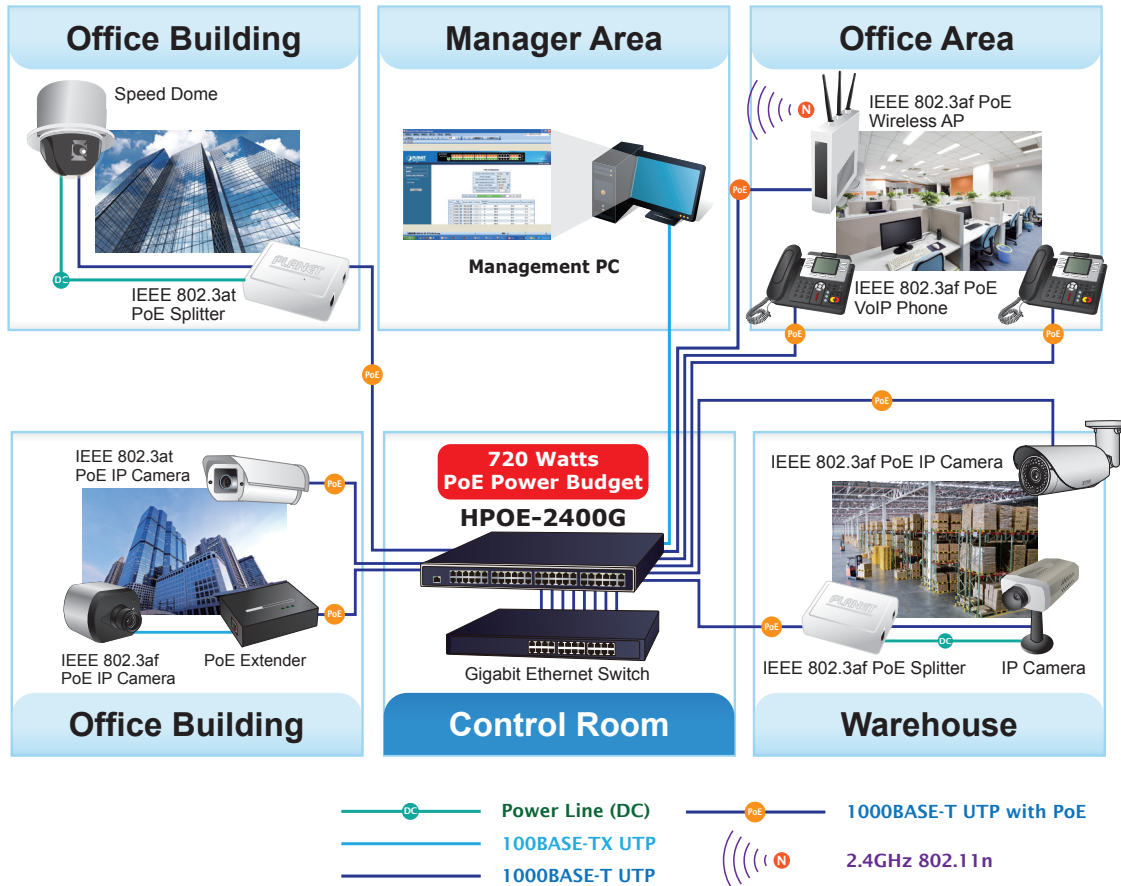 Office Building
Speed Dome
PLANET
DC
IEEE 802.3at
PoE Splitter
PoE
Manager Area
Management PC
Office Area
N
IEEE 802.3af PoE
Wireless AP
PoE
IEEE 802.3af PoE
VoIP Phone
PoE
PoE
IEEE 802.3at
PoE IP Camera
PoE
PoE
IEEE 802.3af
PoE IP Camera
PoE Extender
Office Building
720 Watts
PoE Power Budget
HPOE-2400G
Gigabit Ethernet Switch
Control Room
PoE
IEEE 802.3af PoE IP Camera
PLANET
PoE
DC
IEEE 802.3af PoE Splitter
IP Camera
Warehouse
DC
Power Line (DC)
100BASE-TX UTP
1000BASE-T UTP
PoE
1000BASE-T UTP with PoE
N
2.4GHz 802.11n